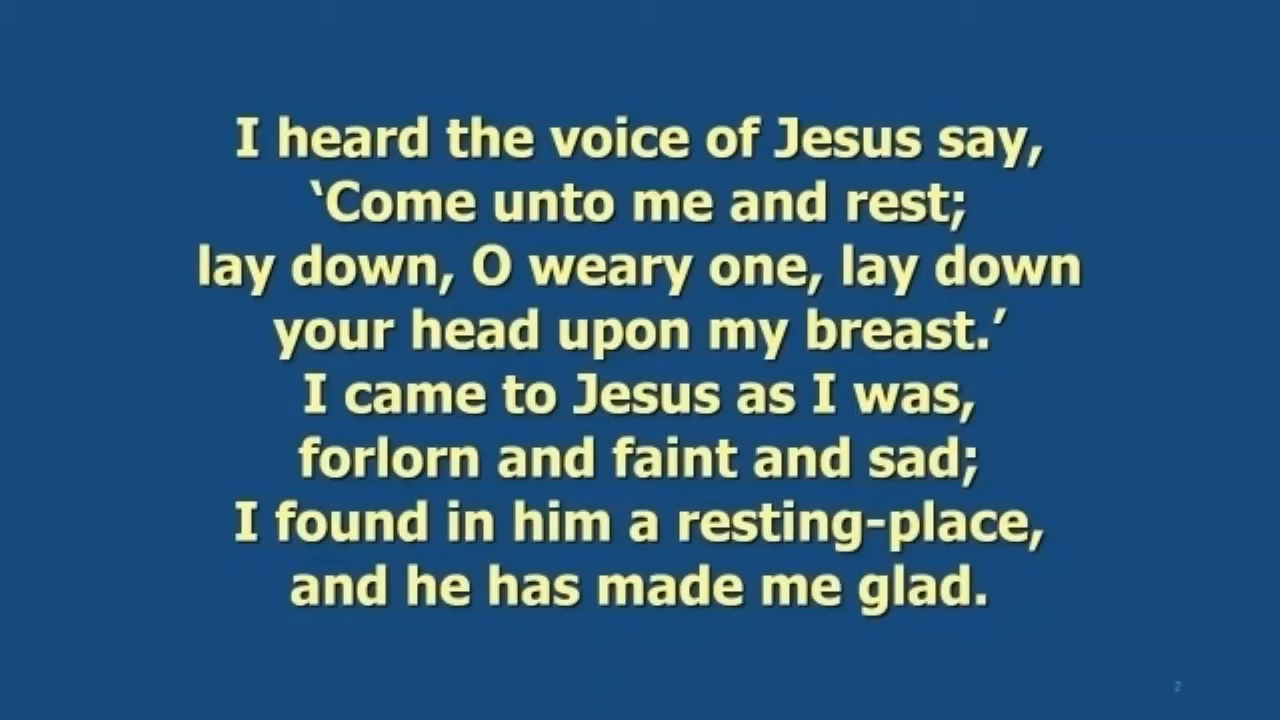 I heard the voice of Jesus say,
‘Come unto me and rest;
lay down, O weary one, lay down
your head upon my breast.’
I came to Jesus as I was,
forlorn and faint and sad;
I found in him a resting-place,
and he has made me glad.
2